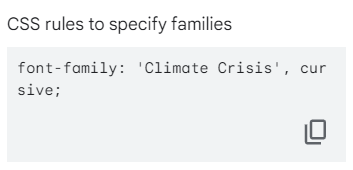 CSS rules to specify families
font-family: 'Climate Crisis', cur
sive;